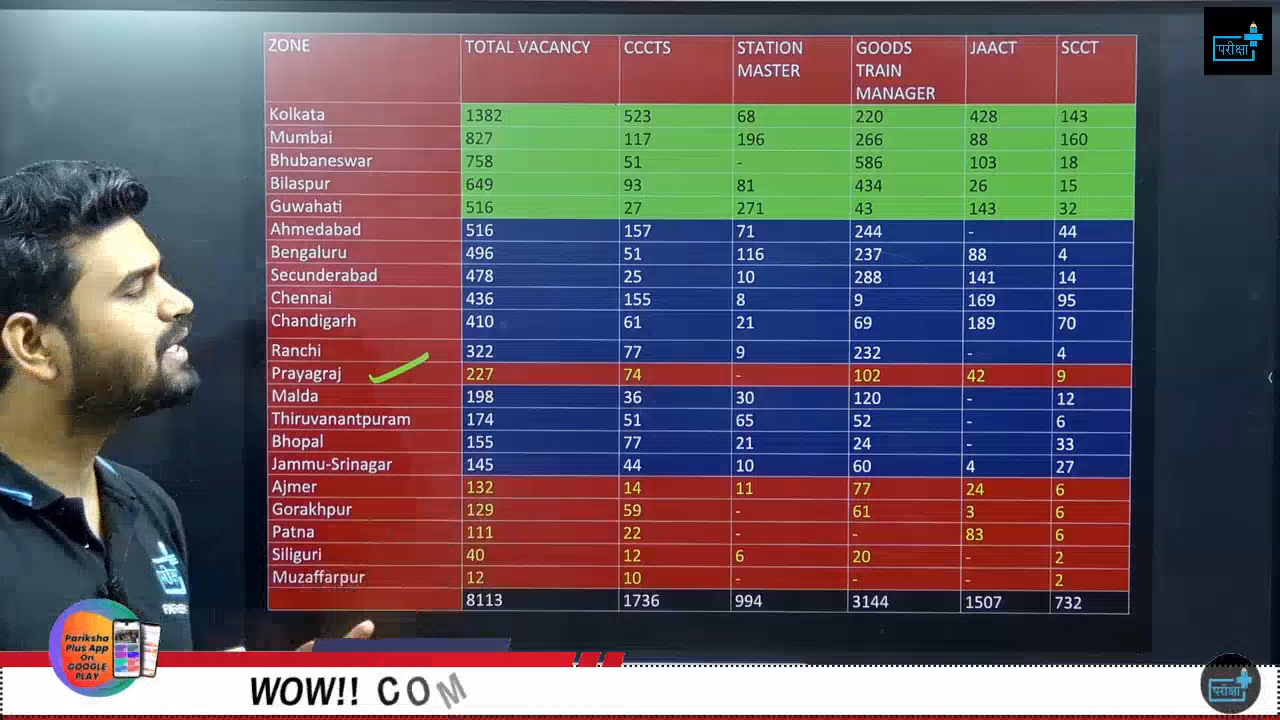 परीक्षा
ZONE TOTAL VACANCY CCCTS STATION MASTER GOODS TRAIN MANAGER JAACT SCCT
Kolkata 1382 523 68 220 428 143
Mumbai 827 117 196 266 88 160
Bhubaneswar 758 51 - 586 103 18
Bilaspur 649 93 81 434 26 15
Guwahati 516 27 271 43 143 32
Ahmedabad 516 157 71 244 - 44
Bengaluru 496 51 116 237 88 4
Secunderabad 478 25 10 288 141 14
Chennai 436 155 8 9 169 95
Chandigarh 410 61 21 69 189 70
Ranchi 322 77 9 232 - 4
Prayagraj 227 74 - 102 42 9
Malda 198 36 30 120 - 12
Thiruvanantpuram 174 51 65 52 - 6
Bhopal 155 77 21 24 - 33
Jammu-Srinagar 145 44 10 60 4 27
Ajmer 132 14 11 77 24 6
Gorakhpur 129 59 - 61 3 6
Patna 111 22 - - 83 6
Siliguri 40 12 6 20 - 2
Muzaffarpur 12 10 - - - 2
8113 1736 994 3144 1507 732
Pariksha
Plus App
On
GOOGLE
PLAY
WOW!! COM
परीक्षा